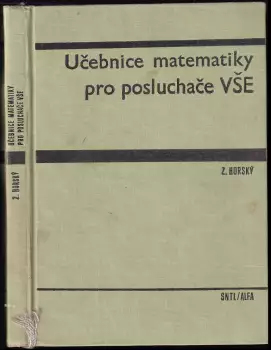 Učebnice matematiky
pro posluchače VŠE
Z. HORSKÝ
SNTL/ALFA
UČEBNICE MATEMATIKY
PRO POSLUCHAČE VŠE
Z. HORSKÝ